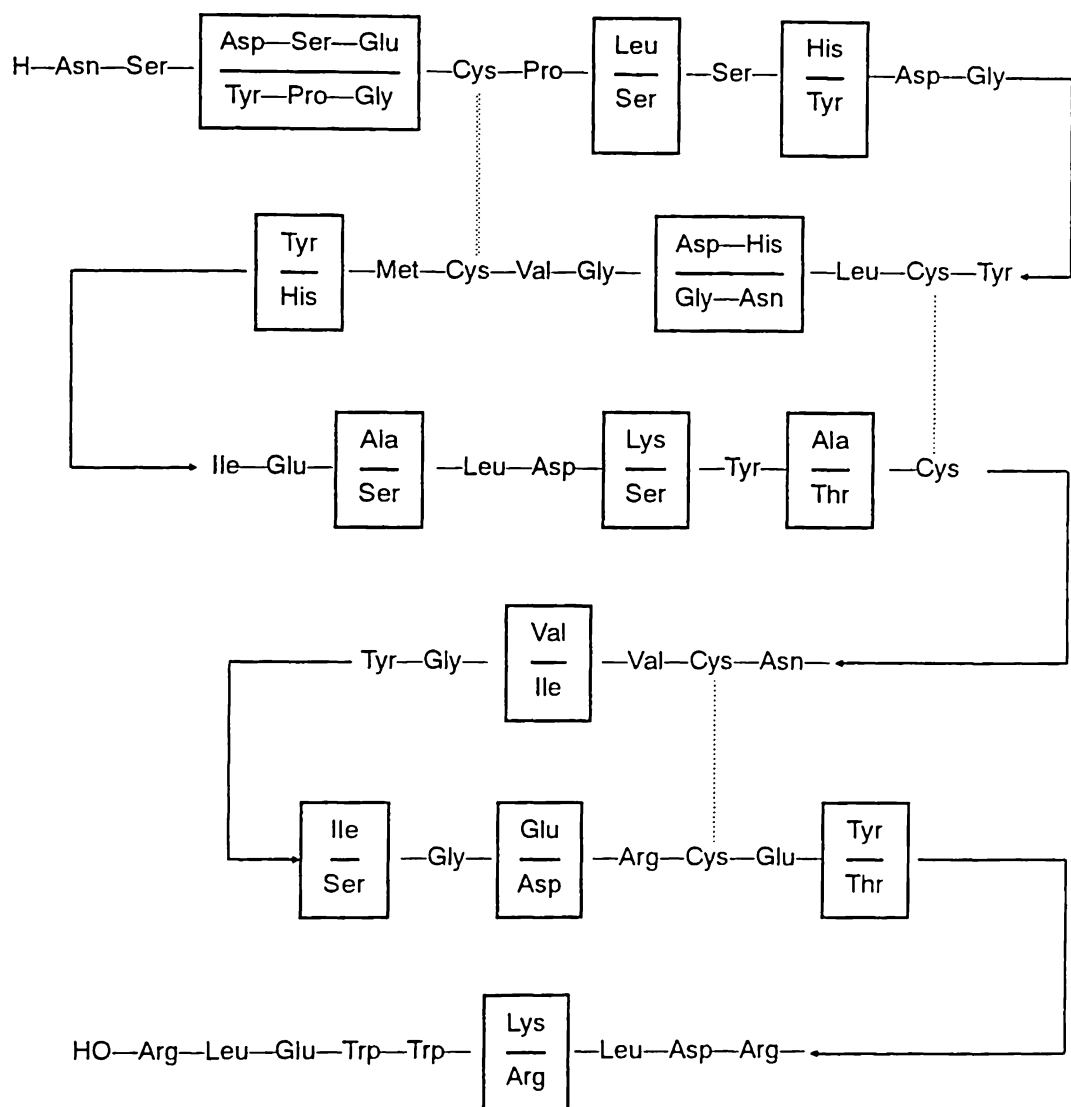 H—Asn—Ser— Asp—Ser—Glu —Cys—Pro— Leu —Ser— His —Asp—Gly
Tyr—Pro—Gly Ser Tyr
Tyr —Met—Cys—Val—Gly— Asp—His —Leu—Cys—Tyr
His Gly—Asn
Ile—Glu— Ala —Leu—Asp— Lys —Tyr— Ala —Cys
Ser Ser Thr
Tyr—Gly— Val —Val—Cys—Asn—
Ile
Ile —Gly— Glu —Arg—Cys—Glu— Tyr
Ser Asp Thr
HO—Arg—Leu—Glu—Trp—Trp— Lys —Leu—Asp—Arg—
Arg